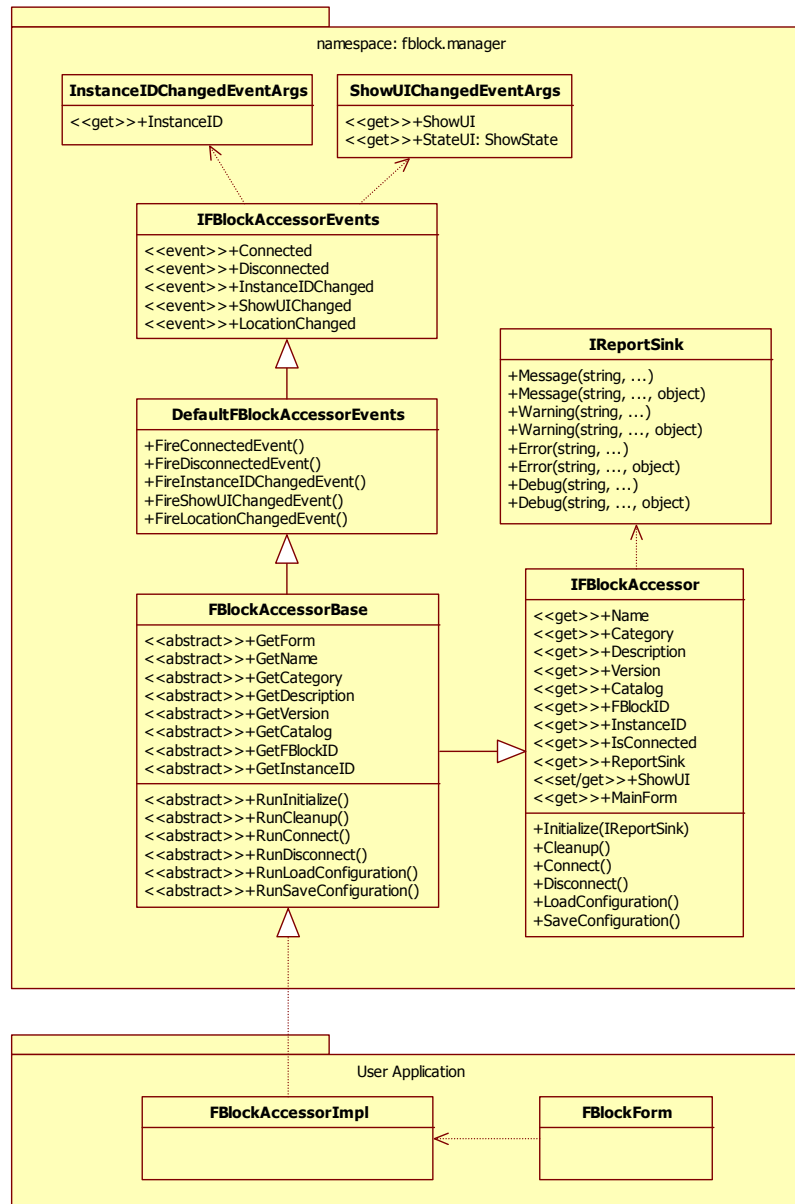 namespace: fblock.manager
InstanceIDChangedEventArgs
<<get>>+InstanceID
ShowUIChangedEventArgs
<<get>>+ShowUI
<<get>>+StateUI: ShowState
IFBlockAccessorEvents
<<event>>+Connected
<<event>>+Disconnected
<<event>>+InstanceIDChanged
<<event>>+ShowUIChanged
<<event>>+LocationChanged
DefaultFBlockAccessorEvents
+FireConnectedEvent()
+FireDisconnectedEvent()
+FireInstanceIDChangedEvent()
+FireShowUIChangedEvent()
+FireLocationChangedEvent()
IReportSink
+Message(string, ...)
+Message(string, ..., object)
+Warning(string, ...)
+Warning(string, ..., object)
+Error(string, ...)
+Error(string, ..., object)
+Debug(string, ...)
+Debug(string, ..., object)
FBlockAccessorBase
<<abstract>>+GetForm
<<abstract>>+GetName
<<abstract>>+GetCategory
<<abstract>>+GetDescription
<<abstract>>+GetVersion
<<abstract>>+GetCatalog
<<abstract>>+GetFBlockID
<<abstract>>+GetInstanceID
<<abstract>>+RunInitialize()
<<abstract>>+RunCleanup()
<<abstract>>+RunConnect()
<<abstract>>+RunDisconnect()
<<abstract>>+RunLoadConfiguration()
<<abstract>>+RunSaveConfiguration()
IFBlockAccessor
<<get>>+Name
<<get>>+Category
<<get>>+Description
<<get>>+Version
<<get>>+Catalog
<<get>>+FBlockID
<<get>>+InstanceID
<<get>>+IsConnected
<<get>>+ReportSink
<<set/get>>+ShowUI
<<get>>+MainForm
+Initialize(IReportSink)
+Cleanup()
+Connect()
+Disconnect()
+LoadConfiguration()
+SaveConfiguration()
User Application
FBlockAccessorImpl
FBlockForm